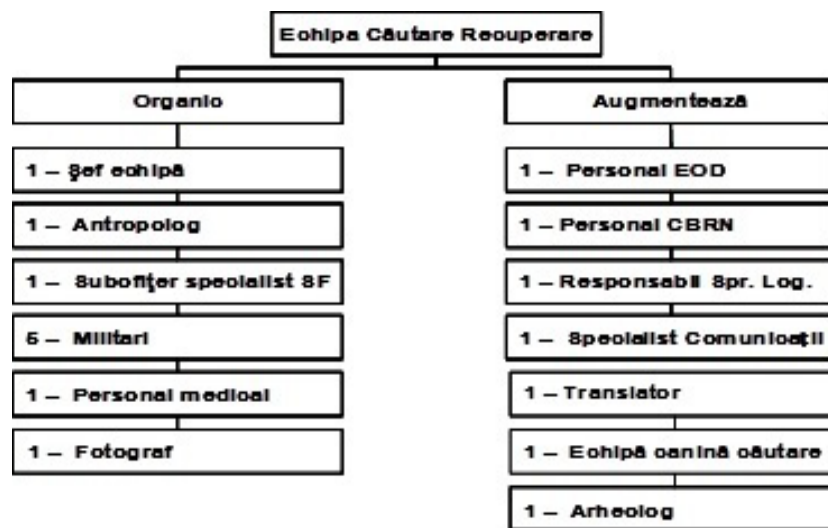 Echipa Căutare Recuperare
Organic
1 – Şef echipă
1 – Antropolog
1 – Subofiţer specialist SF
5 – Militari
1 – Personal medical
1 – Fotograf
Augmentează
1 – Personal EOD
1 – Personal CBRN
1 – Responsabil Spr. Log.
1 – Specialist Comunicaţii
1 – Translator
1 – Echipă canină căutare
1 – Arheolog